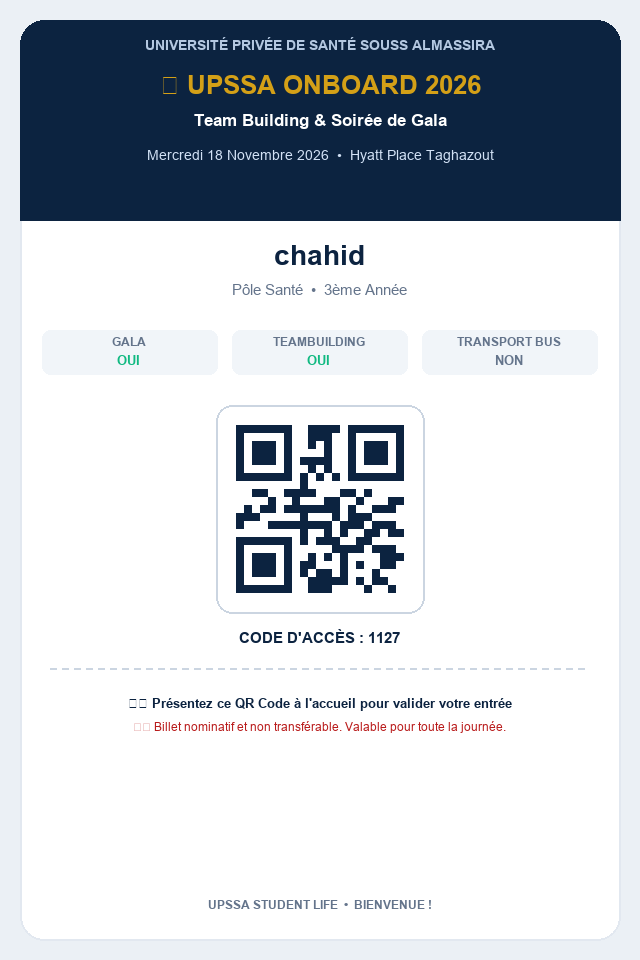 UNIVERSITÉ PRIVÉE DE SANTÉ SOUSS ALMASSIRA
UPSSA ONBOARD 2026
Team Building & Soirée de Gala
Mercredi 18 Novembre 2026 • Hyatt Place Taghazout
chahid
Pôle Santé • 3ème Année
GALA
OUI
TEAMBUILDING
OUI
TRANSPORT BUS
NON
CODE D'ACCÈS : 1127
Présentez ce QR Code à l'accueil pour valider votre entrée
Billet nominatif et non transférable. Valable pour toute la journée.
UPSSA STUDENT LIFE • BIENVENUE !